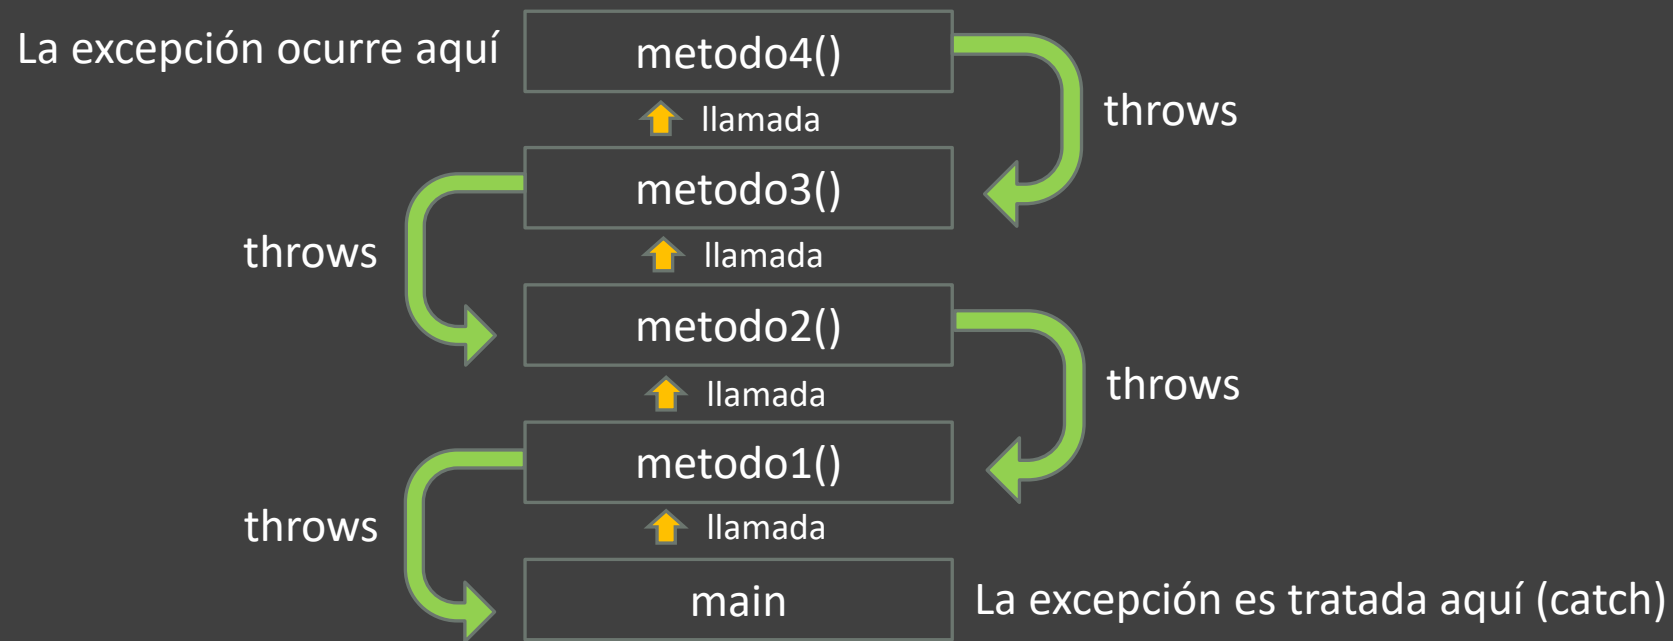 La excepción ocurre aquí
metodo4()
throws
llamada
metodo3()
throws
llamada
metodo2()
throws
llamada
metodo1()
throws
llamada
main
La excepción es tratada aquí (catch)